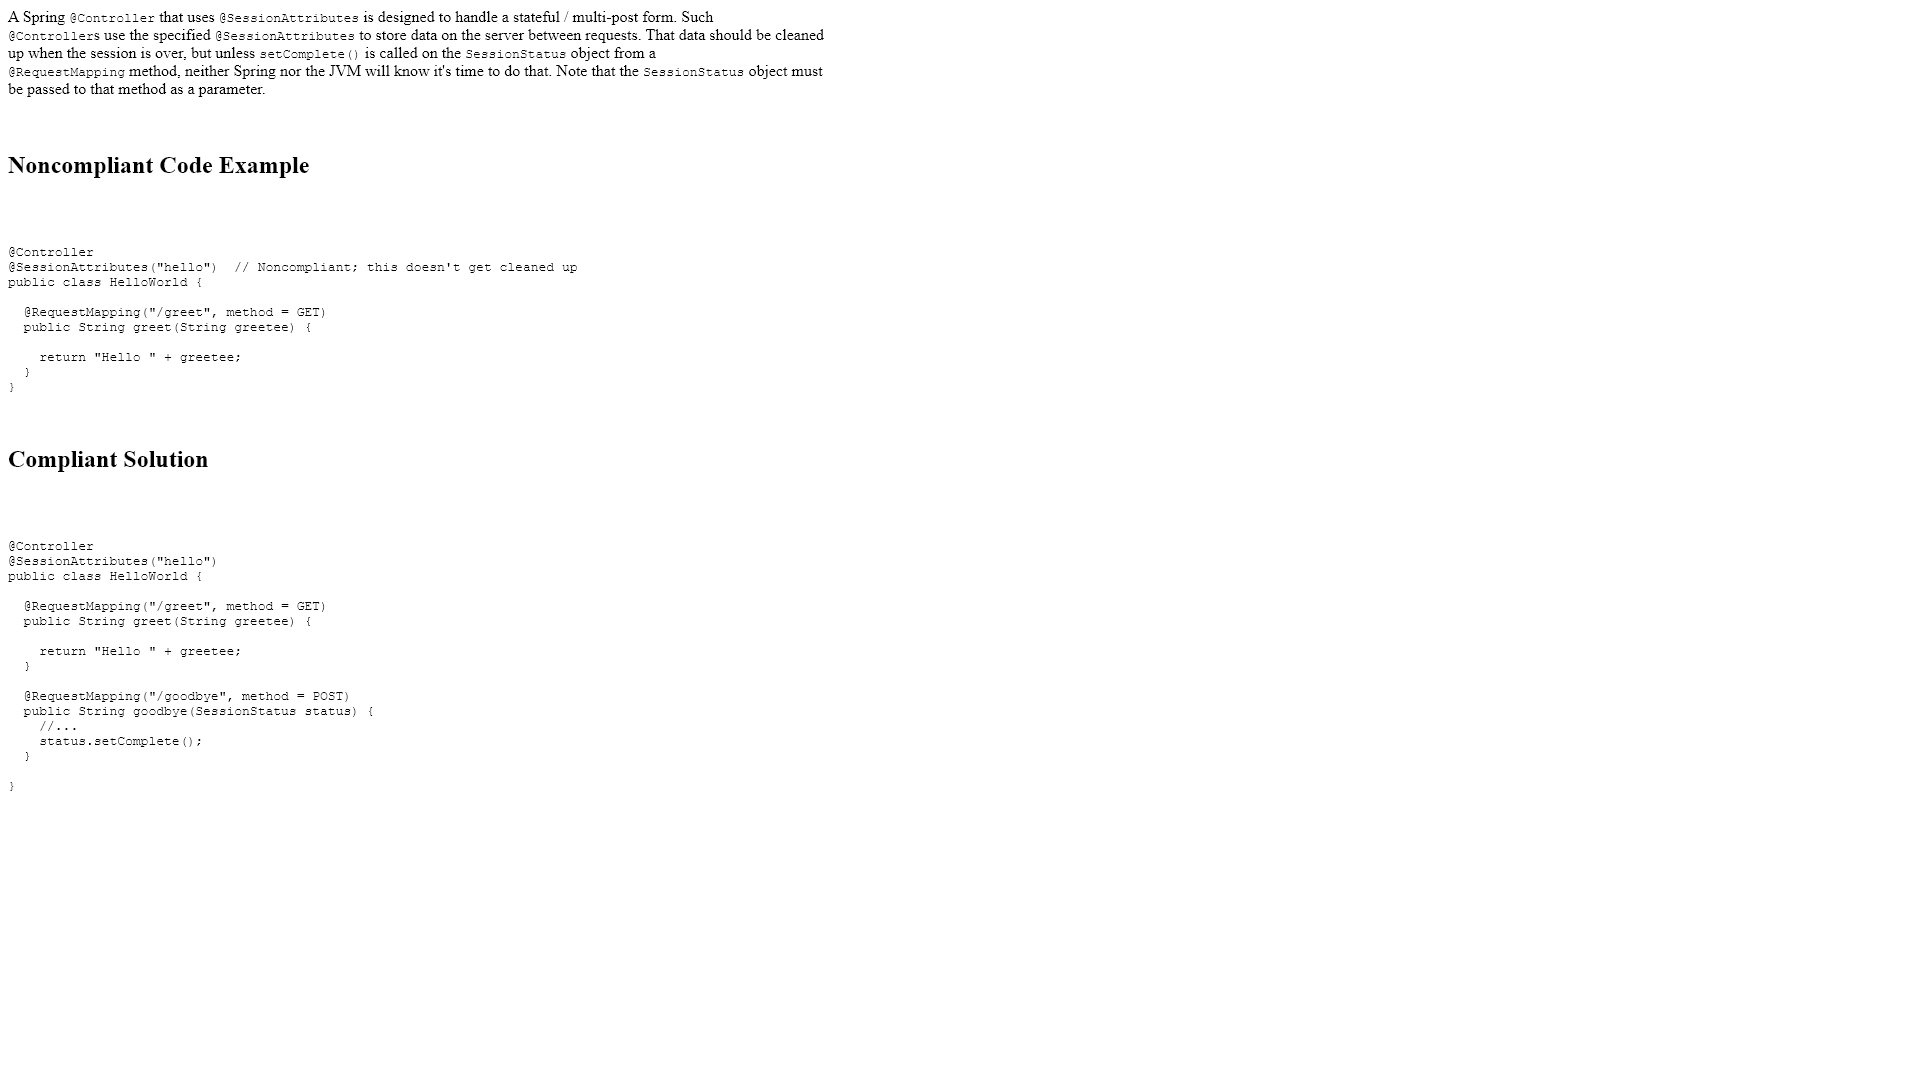 A Spring @Controller that uses @SessionAttributes is designed to handle a stateful / multi-post form. Such
@Controllers use the specified @SessionAttributes to store data on the server between requests. That data should be cleaned
up when the session is over, but unless setComplete() is called on the SessionStatus object from a
@RequestMapping method, neither Spring nor the JVM will know it's time to do that. Note that the SessionStatus object must
be passed to that method as a parameter.
Noncompliant Code Example
@Controller
@SessionAttributes("hello")  // Noncompliant; this doesn't get cleaned up
public class HelloWorld {
  @RequestMapping("/greet", method = GET)
  public String greet(String greetee) {
    return "Hello " + greetee;
  }
}
Compliant Solution
@Controller
@SessionAttributes("hello")
public class HelloWorld {
  @RequestMapping("/greet", method = GET)
  public String greet(String greetee) {
    return "Hello " + greetee;
  }
  @RequestMapping("/goodbye", method = POST)
  public String goodbye(SessionStatus status) {
    //...
    status.setComplete();
  }
}